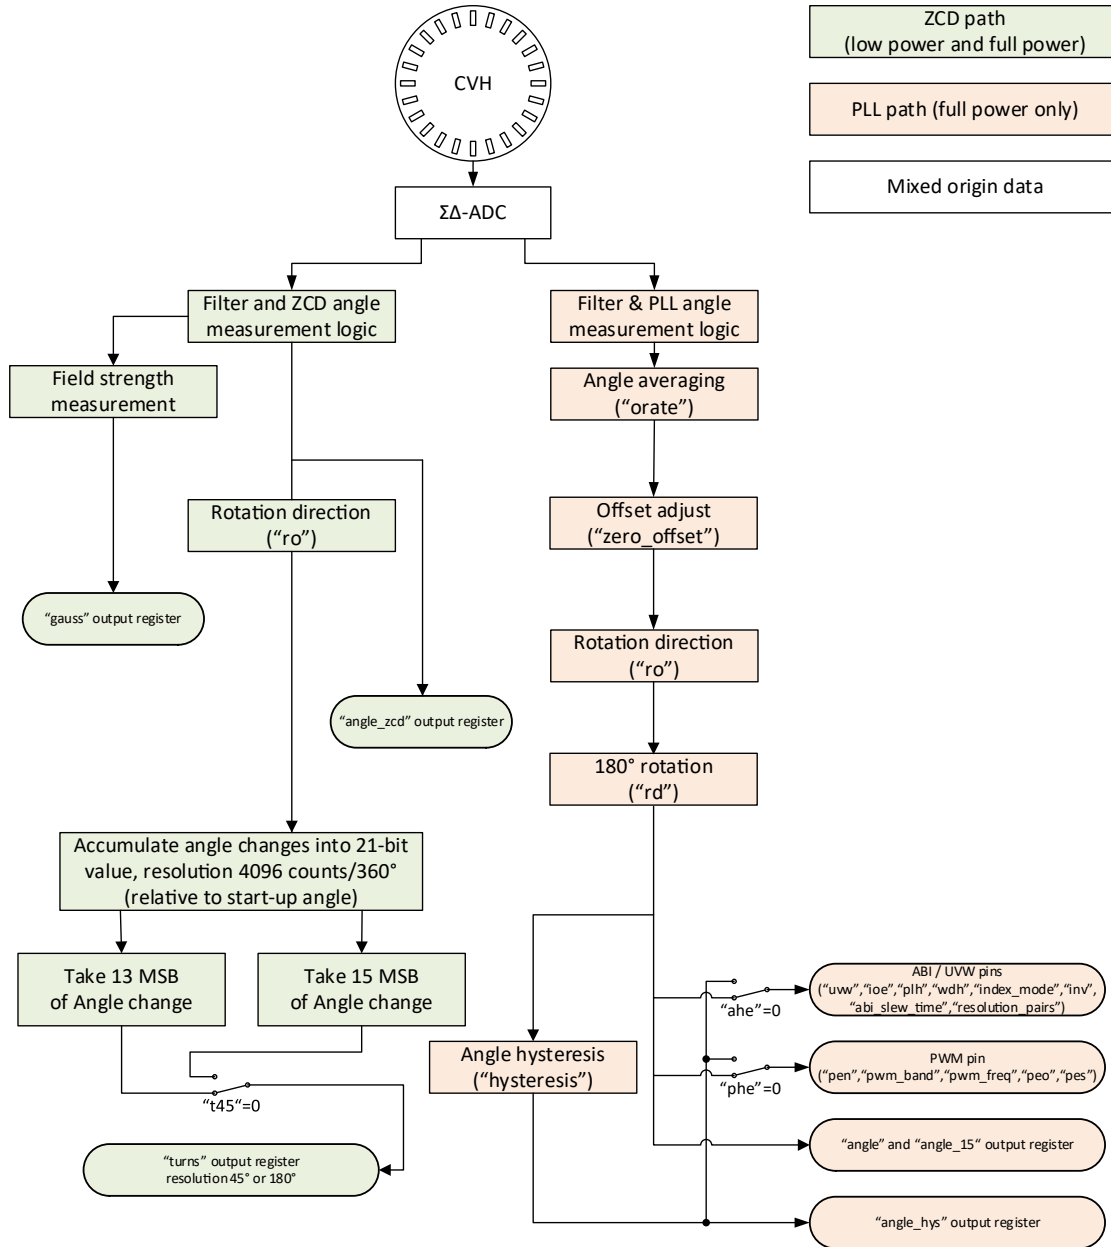 CVH
ZCD path
(low power and full power)
PLL path (full power only)
Mixed origin data
ΣΔ-ADC
Filter and ZCD angle
measurement logic
Filter & PLL angle
measurement logic
Field strength
measurement
Angle averaging
(“orate”)
Rotation direction
(“ro”)
Offset adjust
(“zero_offset”)
“gauss” output register
Rotation direction
(“ro”)
“angle_zcd” output register
180° rotation
(“rd”)
Accumulate angle changes into 21-bit
value, resolution 4096 counts/360°
(relative to start-up angle)
Take 13 MSB
of Angle change
Take 15 MSB
of Angle change
ABI / UVW pins
(“uvw”,“ioe”,“plh”,“wdh”,“index_mode”,“inv”,
“abi_slew_time”,“resolution_pairs”)
“ahe”=0
Angle hysteresis
(“hysteresis”)
PWM pin
(“pen”,“pwm_band”,“pwm_freq”,“peo”,“pes”)
“phe”=0
“t45“=0
“angle” and “angle_15“ output register
“turns” output register
resolution 45° or 180°
“angle_hys” output register